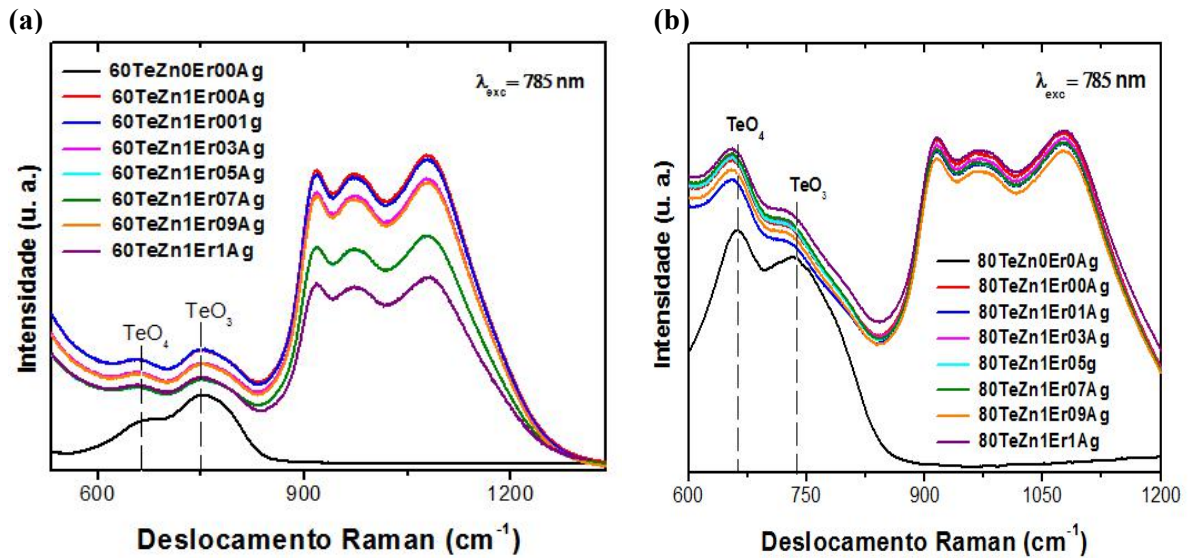 (a)
Intensidade (u. a.)
60TeZn0Er00Ag
60TeZn1Er00Ag
60TeZn1Er001g
60TeZn1Er03Ag
60TeZn1Er05Ag
60TeZn1Er07Ag
60TeZn1Er09Ag
60TeZn1Er1Ag
λexc = 785 nm
TeO4
TeO3
600
900
1200
Deslocamento Raman (cm-1)
(b)
Intensidade (u. a.)
λexc = 785 nm
TeO4
TeO3
80TeZn0Er0Ag
80TeZn1Er00Ag
80TeZn1Er01Ag
80TeZn1Er03Ag
80TeZn1Er05g
80TeZn1Er07Ag
80TeZn1Er09Ag
80TeZn1Er1Ag
600
750
900
1050
1200
Deslocamento Raman (cm-1)